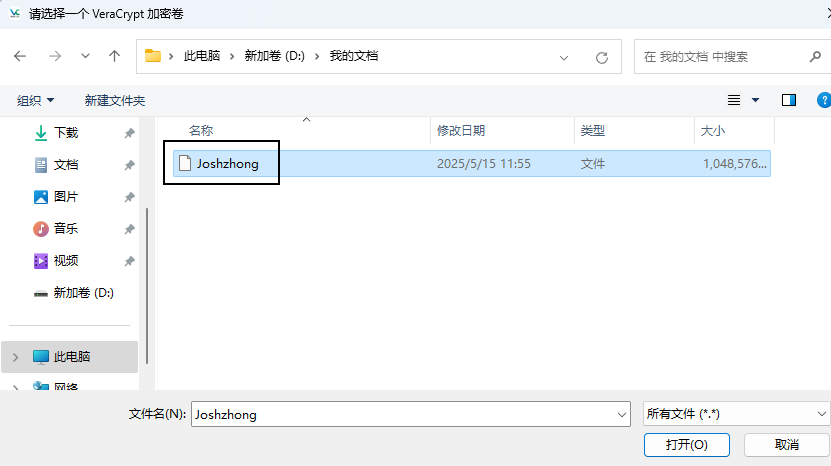 请选择一个 VeraCrypt 加密卷
此电脑 新加卷 (D:) 我的文档
在 我的文档 中搜索
组织 新建文件夹
名称 修改日期 类型 大小
下载
Joshzhong 2025/5/15 11:55 文件 1,048,576...
文档
图片
音乐
视频
新加卷 (D:)
此电脑
网络
文件名(N): Joshzhong 所有文件 (*.*)
打开(O) 取消